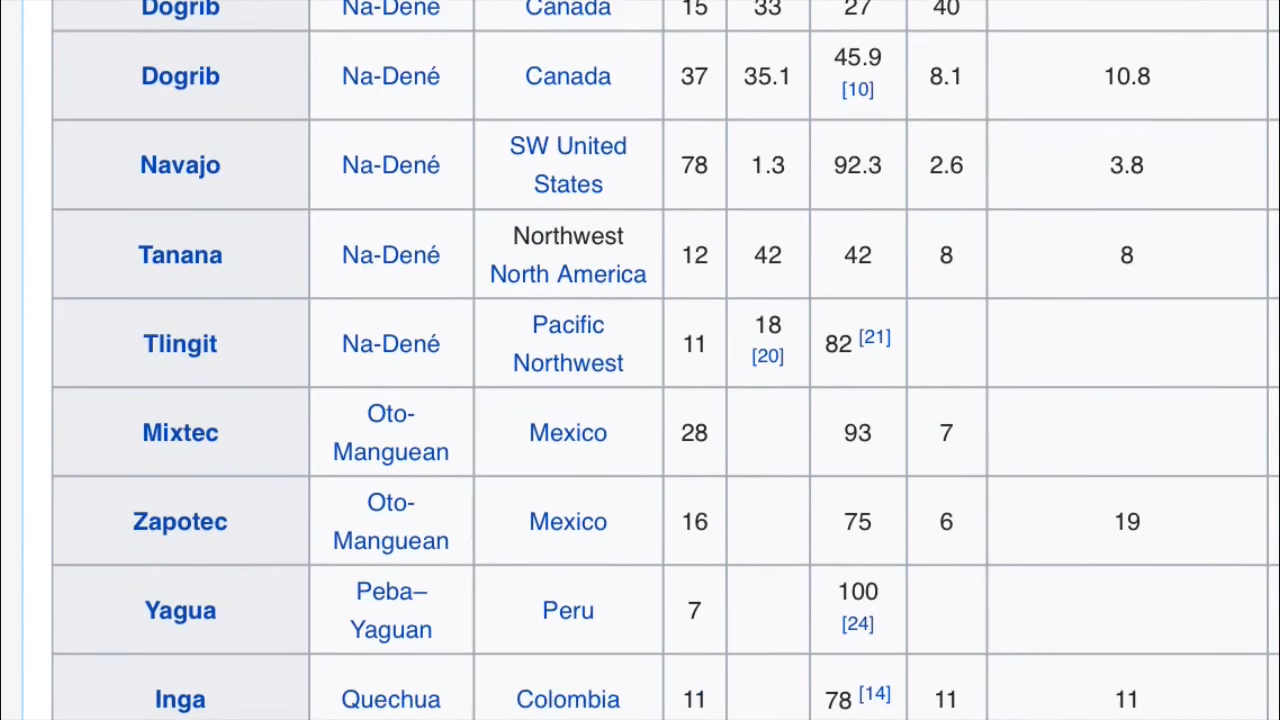 Dogrib Na-Dené Canada 15 33 27 40
Dogrib Na-Dené Canada 37 35.1 45.9 [10] 8.1 10.8
Navajo Na-Dené SW United States 78 1.3 92.3 2.6 3.8
Tanana Na-Dené Northwest North America 12 42 42 8 8
Tlingit Na-Dené Pacific Northwest 11 18 [20] 82 [21]
Mixtec Oto-Manguean Mexico 28 93 7
Zapotec Oto-Manguean Mexico 16 75 6 19
Yagua Peba–Yaguan Peru 7 100 [24]
Inga Quechua Colombia 11 78 [14] 11 11